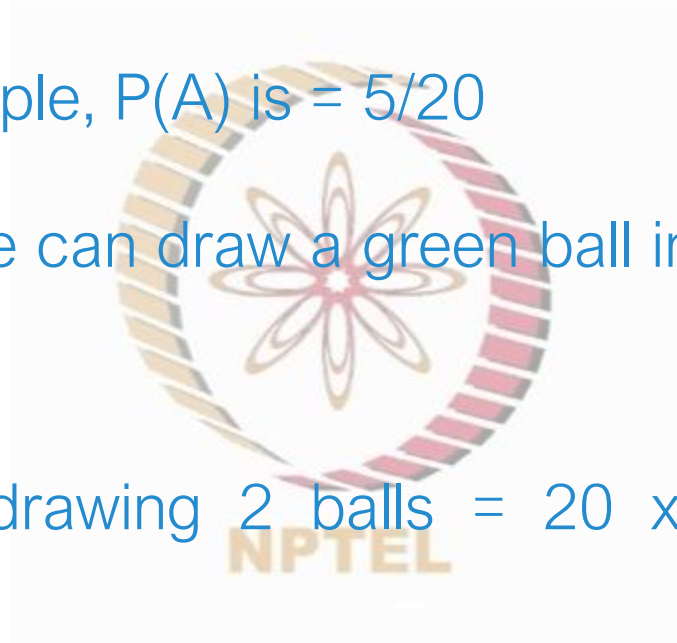 ple, P(A) is = 5/20
e can draw a green ball in
drawing 2 balls = 20 x
NPTEL